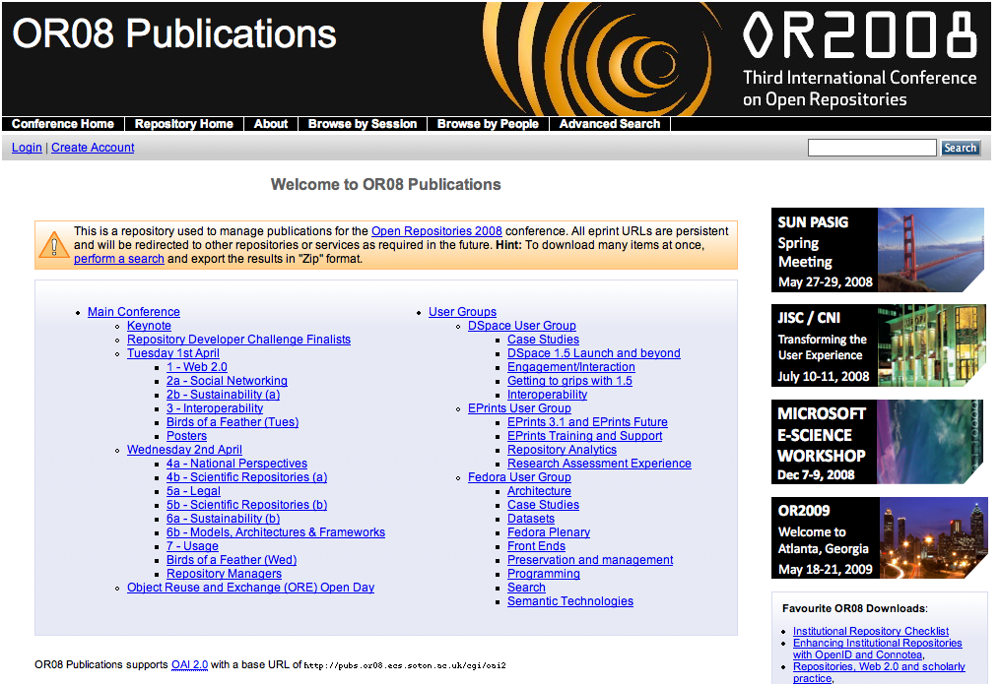 OR08 Publications
OR2008
Third International Conference
on Open Repositories
Conference Home
Repository Home
About
Browse by Session
Browse by People
Advanced Search
Login | Create Account
Search
Welcome to OR08 Publications
This is a repository used to manage publications for the Open Repositories 2008 conference. All eprint URLs are persistent
and will be redirected to other repositories or services as required in the future. Hint: To download many items at once,
perform a search and export the results in "Zip" format.
Main Conference
Keynote
Repository Developer Challenge Finalists
Tuesday 1st April
1 - Web 2.0
2a - Social Networking
2b - Sustainability (a)
3 - Interoperability
Birds of a Feather (Tues)
Posters
Wednesday 2nd April
4a - National Perspectives
4b - Scientific Repositories (a)
5a - Legal
5b - Scientific Repositories (b)
6a - Sustainability (b)
6b - Models, Architectures & Frameworks
7 - Usage
Birds of a Feather (Wed)
Repository Managers
Object Reuse and Exchange (ORE) Open Day
User Groups
DSpace User Group
Case Studies
DSpace 1.5 Launch and beyond
Engagement/Interaction
Getting to grips with 1.5
Interoperability
EPrints User Group
EPrints 3.1 and EPrints Future
EPrints Training and Support
Repository Analytics
Research Assessment Experience
Fedora User Group
Architecture
Case Studies
Datasets
Fedora Plenary
Front Ends
Preservation and management
Programming
Search
Semantic Technologies
OR08 Publications supports OAI 2.0 with a base URL of http://pubs.or08.ecs.soton.ac.uk/cgi/oai2
SUN PASIG
Spring
Meeting
May 27-29, 2008
JISC / CNI
Transforming the
User Experience
July 10-11, 2008
MICROSOFT
E-SCIENCE
WORKSHOP
Dec 7-9, 2008
OR2009
Welcome to
Atlanta, Georgia
May 18-21, 2009
Favourite OR08 Downloads:
Institutional Repository Checklist
Enhancing Institutional Repositories
with OpenID and Connotea,
Repositories, Web 2.0 and scholarly
practice,